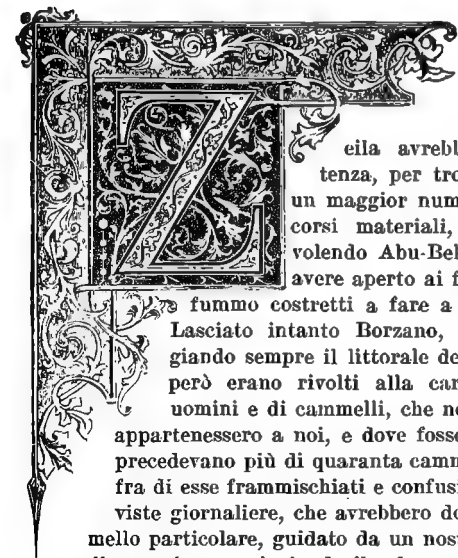 Zeila avrebb
tenza, per tro
un maggior num
corsi materiali,
volendo Abu-Bel
avere aperto ai f
fummo costretti a fare a
Lasciato intanto Borzano,
giando sempre il littorale de
però erano rivolti alla car
uomini e di cammelli, che n
appartenessero a noi, e dove foss
precedevano più di quaranta camm
fra di esse frammischiati e confusi
viste giornaliere, che avrebbero do
mello particolare, guidato da un nost